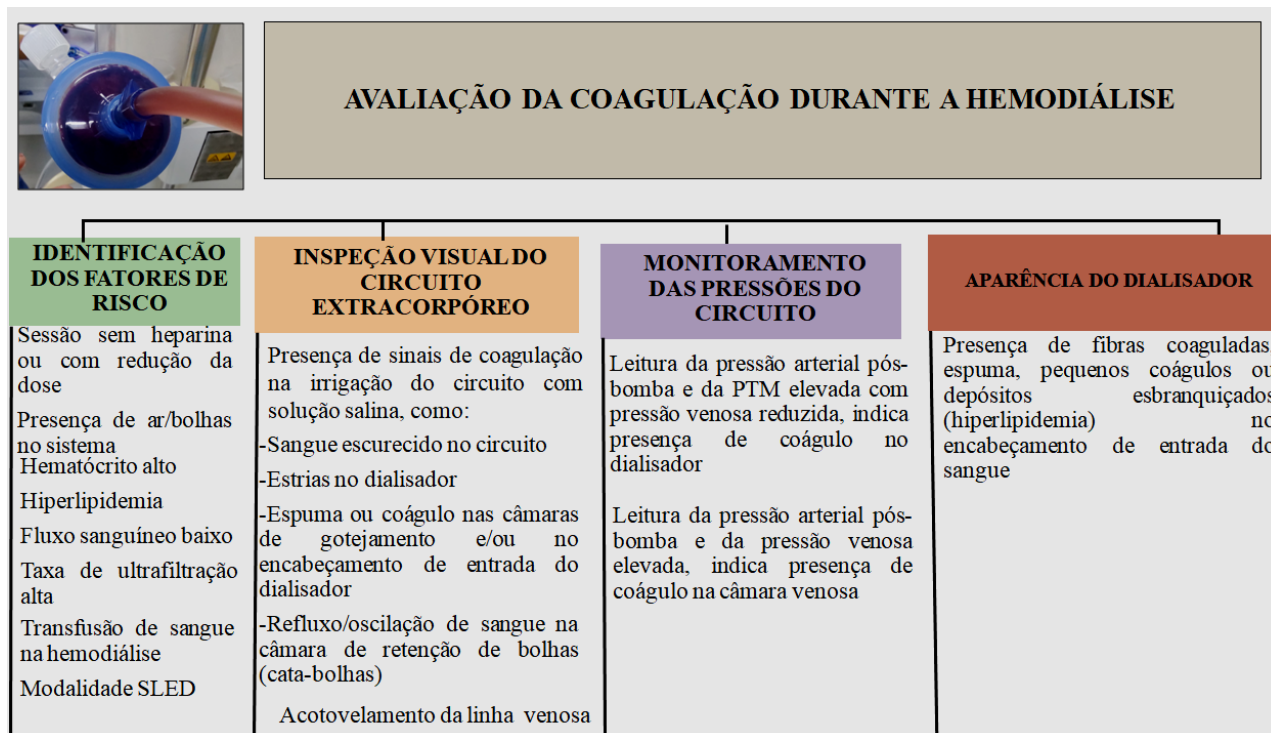 AVALIAÇÃO DA COAGULAÇÃO DURANTE A HEMODIÁLISE
IDENTIFICAÇÃO
DOS FATORES DE
RISCO
Sessão sem heparina
ou com redução da
dose
Presença de ar/bolhas
no sistema
Hematócrito alto
Hiperlipidemia
Fluxo sanguíneo baixo
Taxa de ultrafiltração
alta
Transfusão de sangue
na hemodiálise
Modalidade SLED
INSPEÇÃO VISUAL DO
CIRCUITO
EXTRACORPÓREO
Presença de sinais de coagulação
na irrigação do circuito com
solução salina, como:
-Sangue escurecido no circuito
-Estrias no dialisador
-Espuma ou coágulo nas câmaras
de gotejamento e/ou no
encabeçamento de entrada do
dialisador
-Refluxo/oscilação de sangue na
câmara de retenção de bolhas
(cata-bolhas)
Acotovelamento da linha venosa
MONITORAMENTO
DAS PRESSÕES DO
CIRCUITO
Leitura da pressão arterial pós-
bomba e da PTM elevada com
pressão venosa reduzida, indica
presença de coágulo no
dialisador
Leitura da pressão arterial pós-
bomba e da pressão venosa
elevada, indica presença de
coágulo na câmara venosa
APARÊNCIA DO DIALISADOR
Presença de fibras coaguladas,
espuma, pequenos coágulos ou
depósitos esbranquiçados
(hiperlipidemia) no
encabeçamento de entrada do
sangue